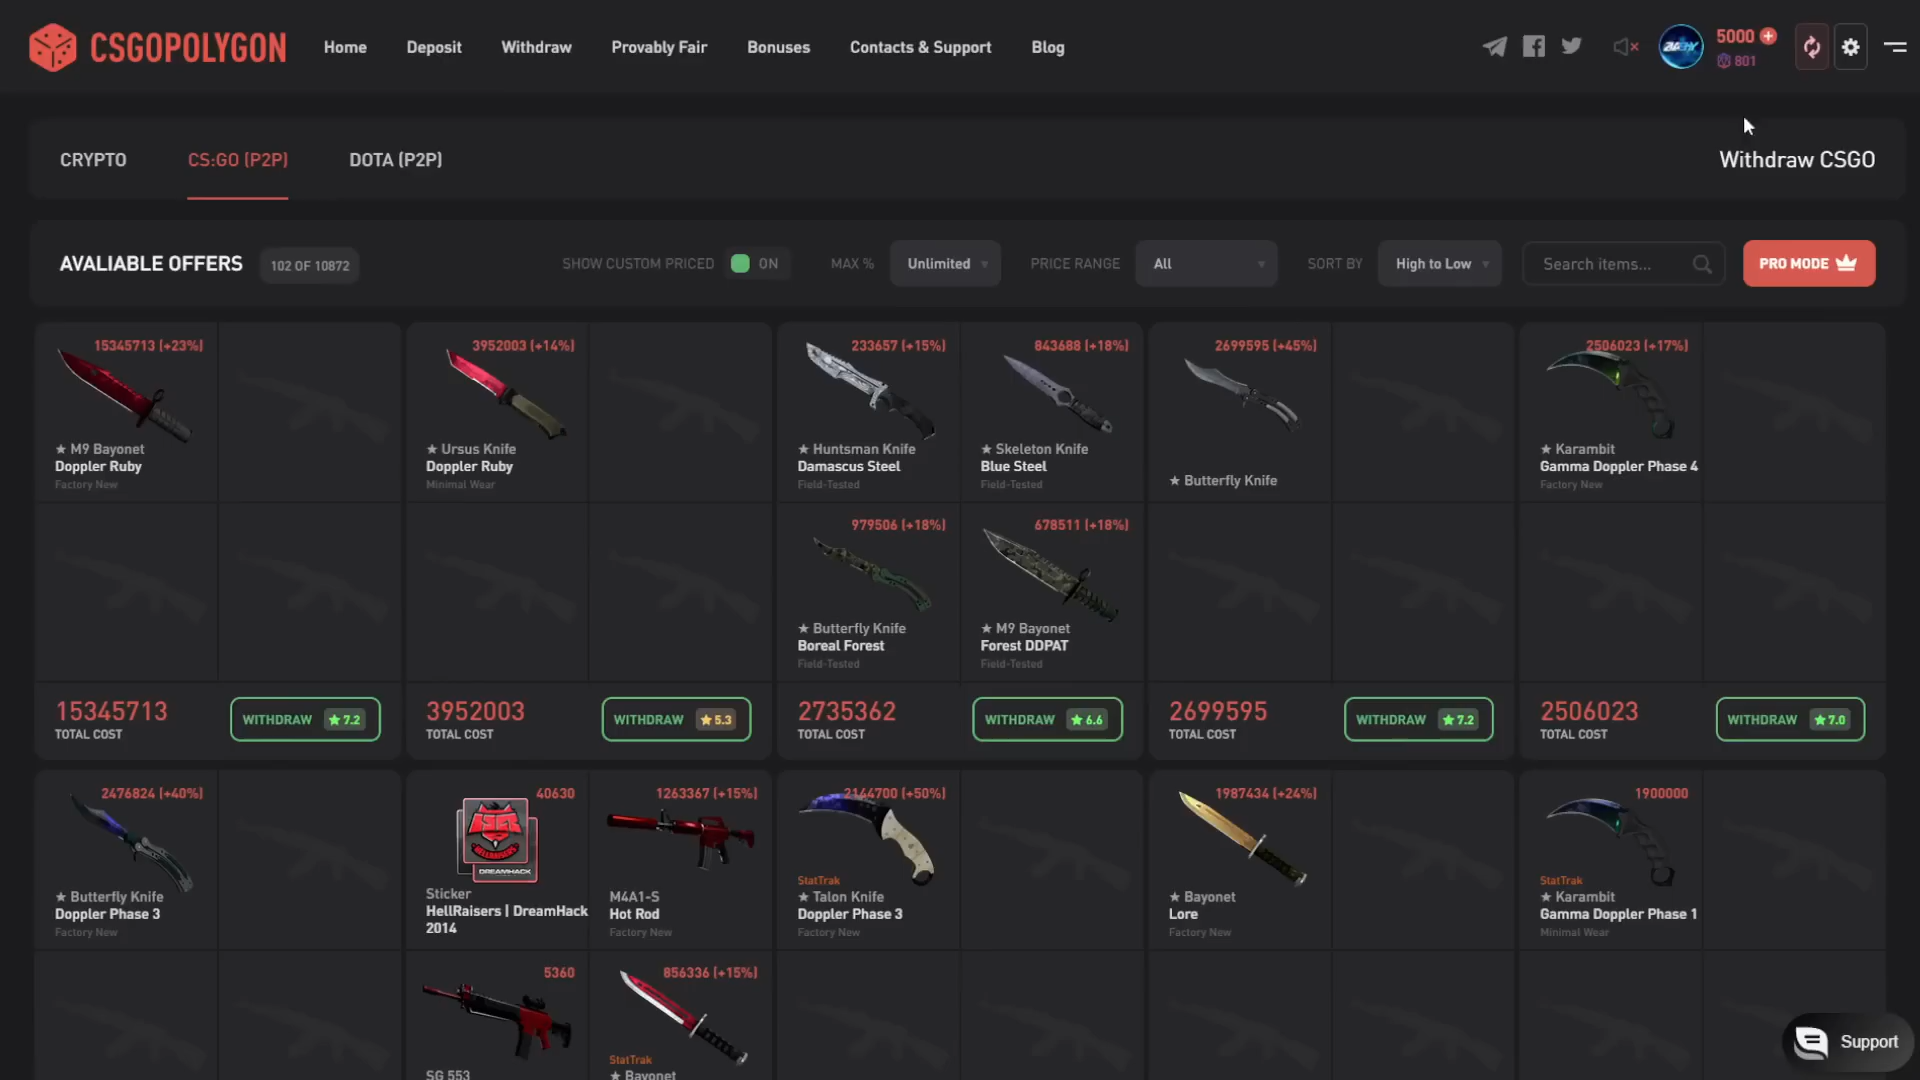 CSGOPOLYGON
Home
Deposit
Withdraw
Provably Fair
Bonuses
Contacts & Support
Blog
5000
801
CRYPTO
CS:GO (P2P)
DOTA (P2P)
Withdraw CSGO
AVALIABLE OFFERS
102 OF 10872
SHOW CUSTOM PRICED
ON
MAX %
Unlimited
PRICE RANGE
All
SORT BY
High to Low
Search items...
PRO MODE
15345713 (+23%)
★ M9 Bayonet
Doppler Ruby
Factory New
15345713
TOTAL COST
WITHDRAW
★ 7.2
3952003 (+14%)
★ Ursus Knife
Doppler Ruby
Minimal Wear
3952003
TOTAL COST
WITHDRAW
★ 5.3
233657 (+15%)
★ Huntsman Knife
Damascus Steel
Field-Tested
843688 (+18%)
★ Skeleton Knife
Blue Steel
Field-Tested
979506 (+18%)
★ Butterfly Knife
Boreal Forest
Field-Tested
678511 (+18%)
★ M9 Bayonet
Forest DDPAT
Field-Tested
2735362
TOTAL COST
WITHDRAW
★ 6.6
2699595 (+45%)
★ Butterfly Knife
2699595
TOTAL COST
WITHDRAW
★ 7.2
2506023 (+17%)
★ Karambit
Gamma Doppler Phase 4
Factory New
2506023
TOTAL COST
WITHDRAW
★ 7.0
2476824 (+40%)
★ Butterfly Knife
Doppler Phase 3
Factory New
40630
DREAMHACK
Sticker
HellRaisers | DreamHack
2014
1263367 (+15%)
M4A1-S
Hot Rod
Factory New
5360
SG 553
856336 (+15%)
StatTrak
★ Bayonet
2144700 (+50%)
StatTrak
★ Talon Knife
Doppler Phase 3
Factory New
1987434 (+24%)
★ Bayonet
Lore
Factory New
1900000
StatTrak
★ Karambit
Gamma Doppler Phase 1
Minimal Wear
Support